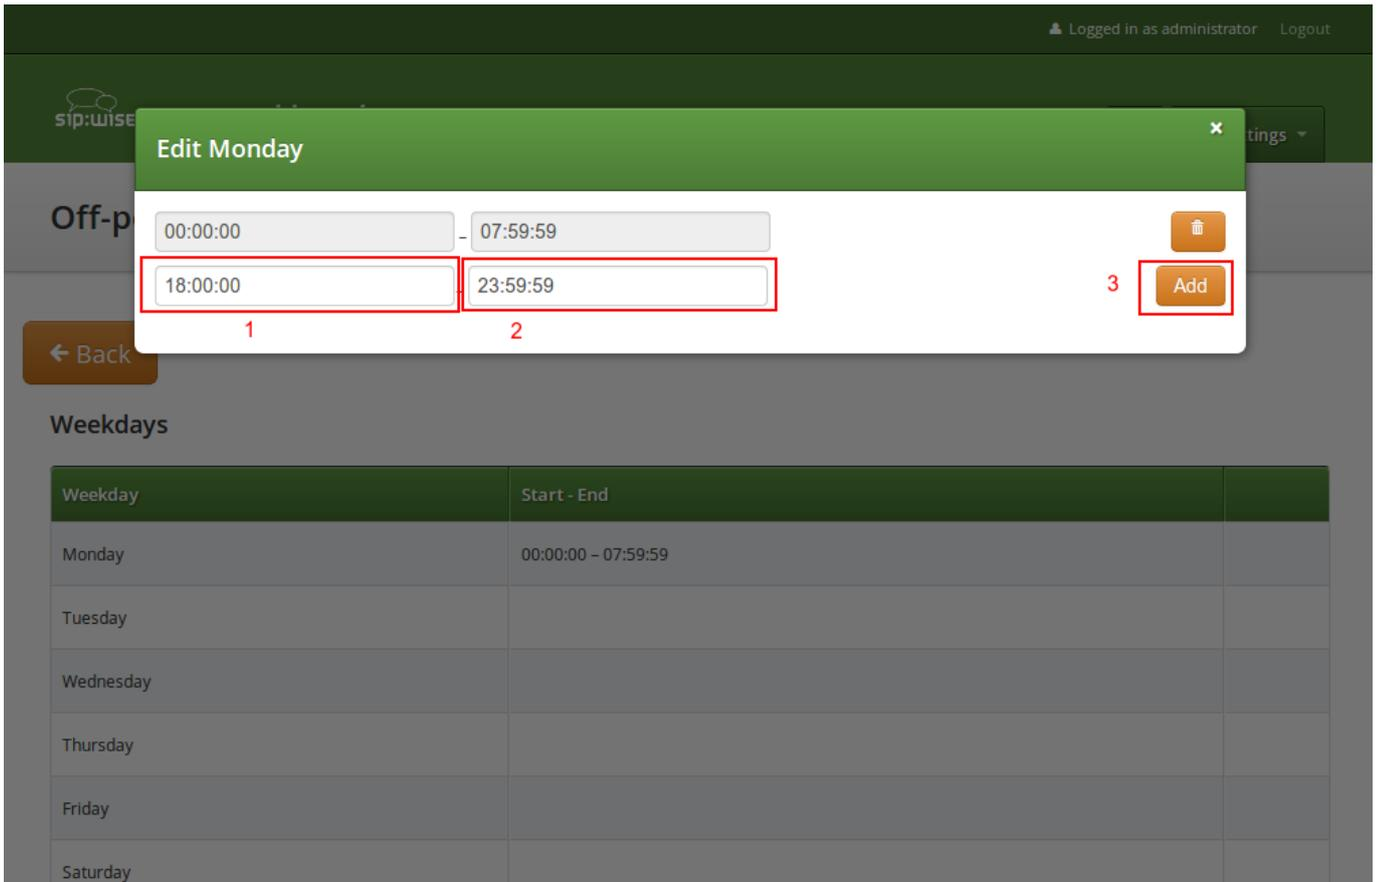 Logged in as administrator Logout
sip:wise
Edit Monday ×
tings
Off-p
00:00:00 – 07:59:59
18:00:00 23:59:59 3 Add
1 2
Back
Weekdays
Weekday Start - End
Monday 00:00:00 – 07:59:59
Tuesday
Wednesday
Thursday
Friday
Saturday